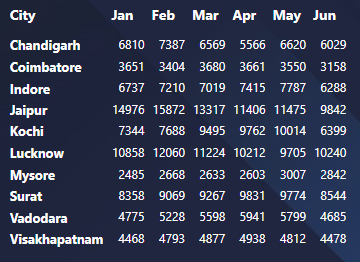 City Jan Feb Mar Apr May Jun
Chandigarh 6810 7387 6569 5566 6620 6029
Coimbatore 3651 3404 3680 3661 3550 3158
Indore 6737 7210 7019 7415 7787 6288
Jaipur 14976 15872 13317 11406 11475 9842
Kochi 7344 7688 9495 9762 10014 6399
Lucknow 10858 12060 11224 10212 9705 10240
Mysore 2485 2668 2633 2603 3007 2842
Surat 8358 9069 9267 9831 9774 8544
Vadodara 4775 5228 5598 5941 5799 4685
Visakhapatnam 4468 4793 4877 4938 4812 4478